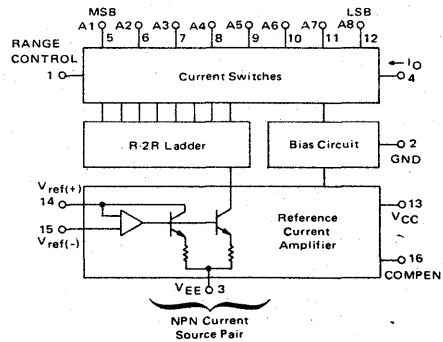 MSB LSB
A1 A2 A3 A4 A5 A6 A7 A8
5 6 7 8 9 10 11 12
RANGE
CONTROL
1
Current Switches
IO
4
R-2R Ladder
Bias Circuit
2
GND
Vref(+)
14
15
Vref(-)
Reference
Current
Amplifier
13
VCC
16
COMPEN
VEE 3
NPN Current
Source Pair